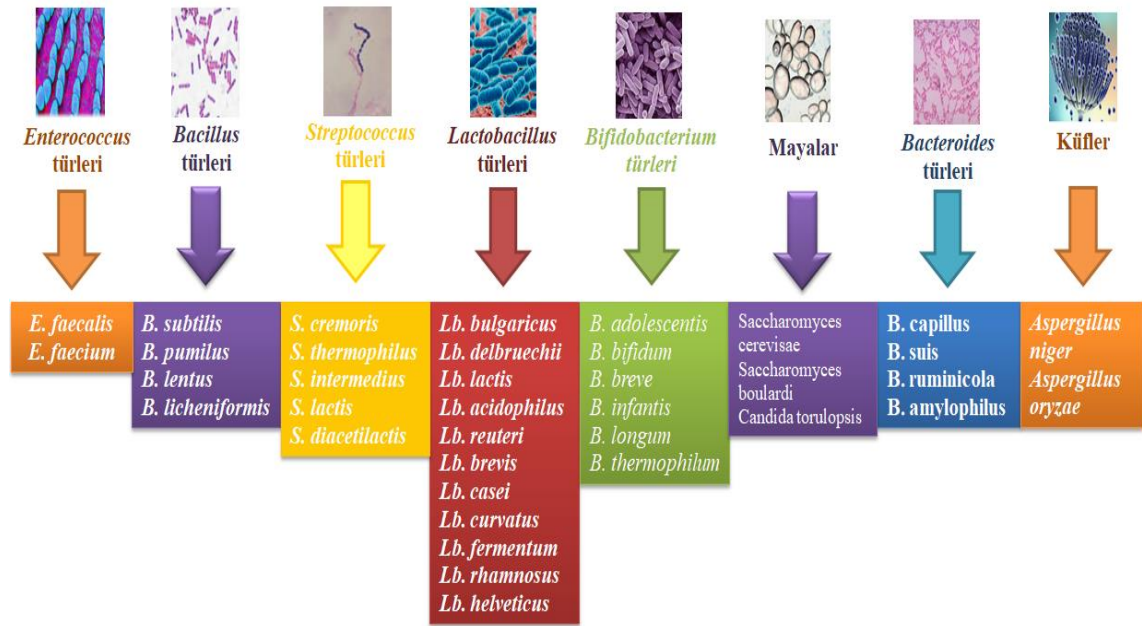 Enterococcus
türleri
Bacillus
türleri
Streptococcus
türleri
Lactobacillus
türleri
Bifidobacterium
türleri
Mayalar
Bacteroides
türleri
Küfler
E. faecalis
E. faecium
B. subtilis
B. pumilus
B. lentus
B. licheniformis
S. cremoris
S. thermophilus
S. intermedius
S. lactis
S. diacetilactis
Lb. bulgaricus
Lb. delbruechii
Lb. lactis
Lb. acidophilus
Lb. reuteri
Lb. brevis
Lb. casei
Lb. curvatus
Lb. fermentum
Lb. rhamnosus
Lb. helveticus
B. adolescentis
B. bifidum
B. breve
B. infantis
B. longum
B. thermophilum
Saccharomyces
cerevisae
Saccharomyces
boulardi
Candida torulopsis
B. capillus
B. suis
B. ruminicola
B. amylophilus
Aspergillus
niger
Aspergillus
oryzae